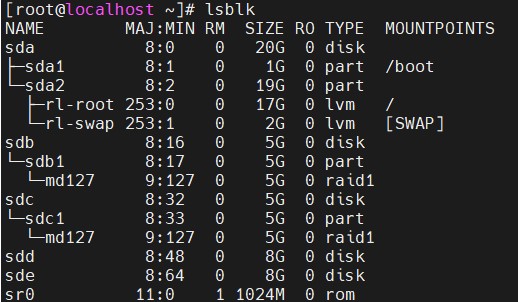 [root@localhost ~]# lsblk
NAME        MAJ:MIN RM  SIZE RO TYPE  MOUNTPOINTS
sda           8:0    0   20G  0 disk
├─sda1        8:1    0    1G  0 part  /boot
└─sda2        8:2    0   19G  0 part
  ├─rl-root 253:0    0   17G  0 lvm   /
  └─rl-swap 253:1    0    2G  0 lvm   [SWAP]
sdb           8:16   0    5G  0 disk
└─sdb1        8:17   0    5G  0 part
  └─md127     9:127  0    5G  0 raid1
sdc           8:32   0    5G  0 disk
└─sdc1        8:33   0    5G  0 part
  └─md127     9:127  0    5G  0 raid1
sdd           8:48   0    8G  0 disk
sde           8:64   0    8G  0 disk
sr0          11:0    1 1024M  0 rom